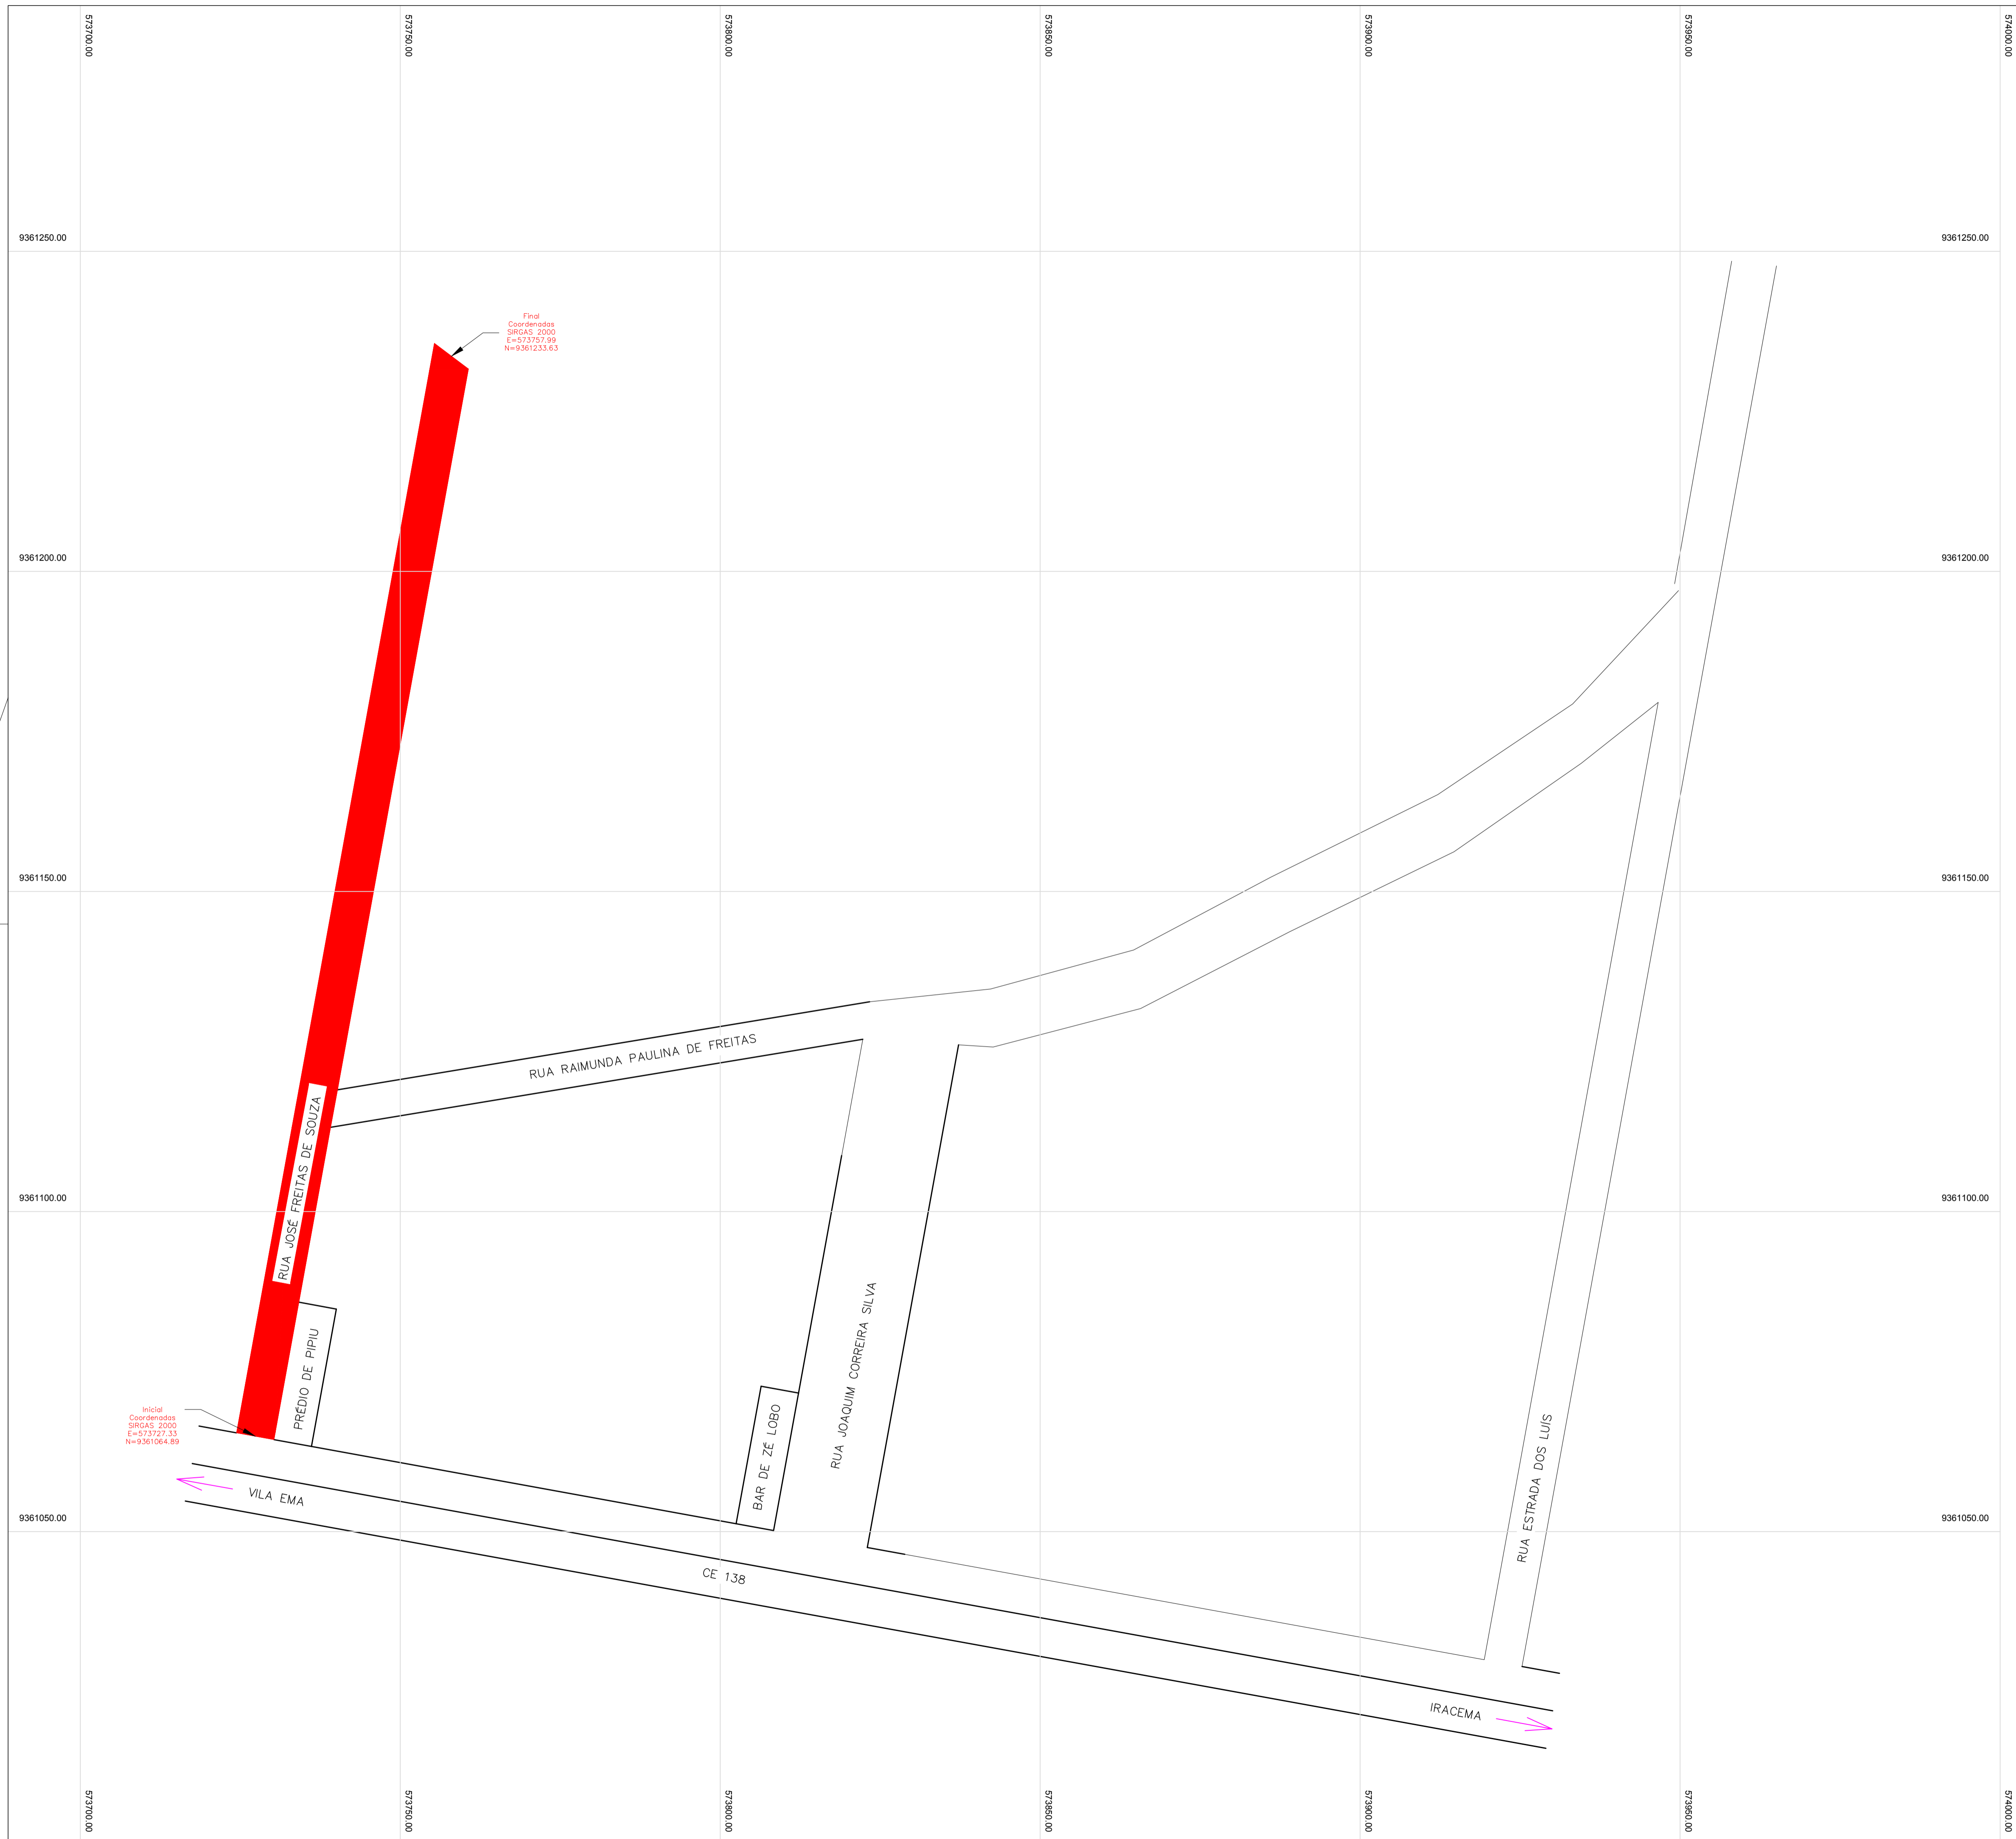 573700.00
573750.00
573800.00
573850.00
573900.00
573950.00
574000.00
9361250.00
9361250.00
Final
Coordenadas
SIRGAS 2000
E=573757.99
N=9361233.63
9361200.00
9361200.00
9361150.00
9361150.00
RUA RAIMUNDA PAULINA DE FREITAS
RUA JOSÉ FREITAS DE SOUZA
9361100.00
9361100.00
PRÉDIO DE PIPIU
RUA JOAQUIM CORREIRA SILVA
BAR DE ZÉ LOBO
RUA ESTRADA DOS LUÍS
Inicial
Coordenadas
SIRGAS 2000
E=573727.33
N=9361064.89
VILA EMA
9361050.00
9361050.00
CE 138
IRACEMA
573700.00
573750.00
573800.00
573850.00
573900.00
573950.00
574000.00